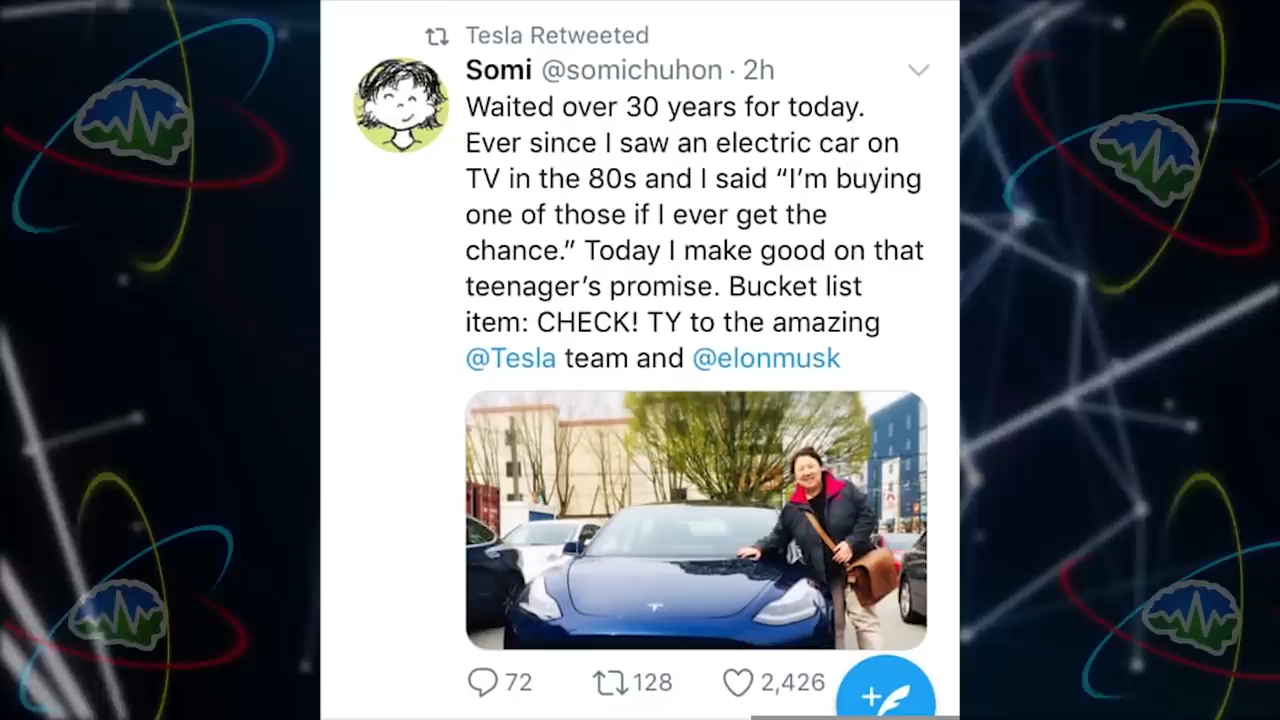 Tesla Retweeted
Somi @somichuhon · 2h
Waited over 30 years for today.
Ever since I saw an electric car on
TV in the 80s and I said “I’m buying
one of those if I ever get the
chance.” Today I make good on that
teenager’s promise. Bucket list
item: CHECK! TY to the amazing
@Tesla team and @elonmusk
72 128 2,426